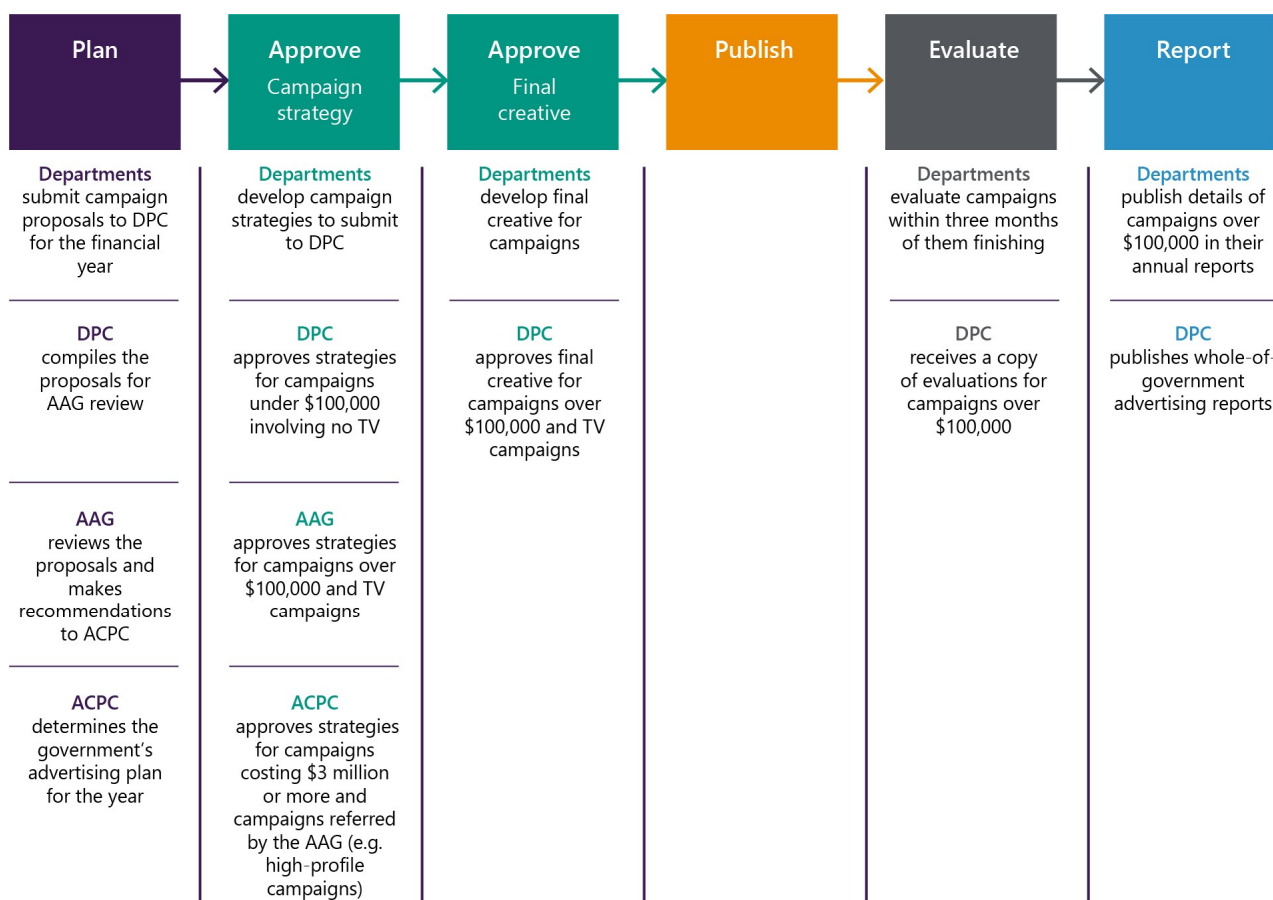 Plan
Approve
Campaign
strategy
Approve
Final
creative
Publish
Evaluate
Report
Departments
submit campaign
proposals to DPC
for the financial
year
DPC
compiles the
proposals for
AAG review
AAG
reviews the
proposals and
makes
recommendations
to ACPC
ACPC
determines the
government's
advertising plan
for the year
Departments
develop campaign
strategies to submit
to DPC
DPC
approves strategies
for campaigns
under $100,000
involving no TV
AAG
approves strategies
for campaigns over
$100,000 and TV
campaigns
ACPC
approves strategies
for campaigns
costing $3 million
or more and
campaigns referred
by the AAG (e.g.
high-profile
campaigns)
Departments
develop final
creative for
campaigns
DPC
approves final
creative for
campaigns over
$100,000 and TV
campaigns
Departments
evaluate campaigns
within three months
of them finishing
DPC
receives a copy
of evaluations for
campaigns over
$100,000
Departments
publish details of
campaigns over
$100,000 in their
annual reports
DPC
publishes whole-of-
government
advertising reports